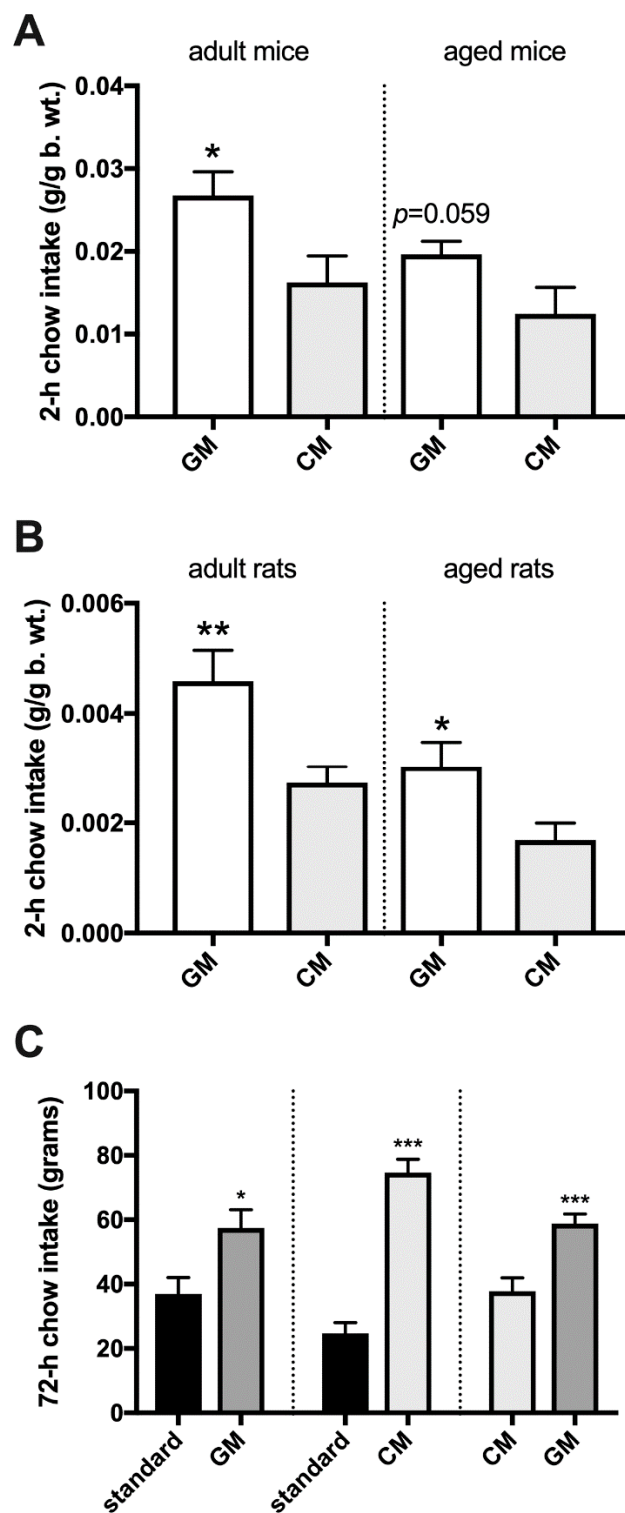 A
adult mice
aged mice
2-h chow intake (g/g b. wt.)
0.04
0.03
0.02
0.01
0.00
*
p=0.059
GM
CM
GM
CM
B
adult rats
aged rats
2-h chow intake (g/g b. wt.)
0.006
0.004
0.002
0.000
**
*
GM
CM
GM
CM
C
72-h chow intake (grams)
100
80
60
40
20
0
*
***
***
standard
GM
standard
CM
CM
GM